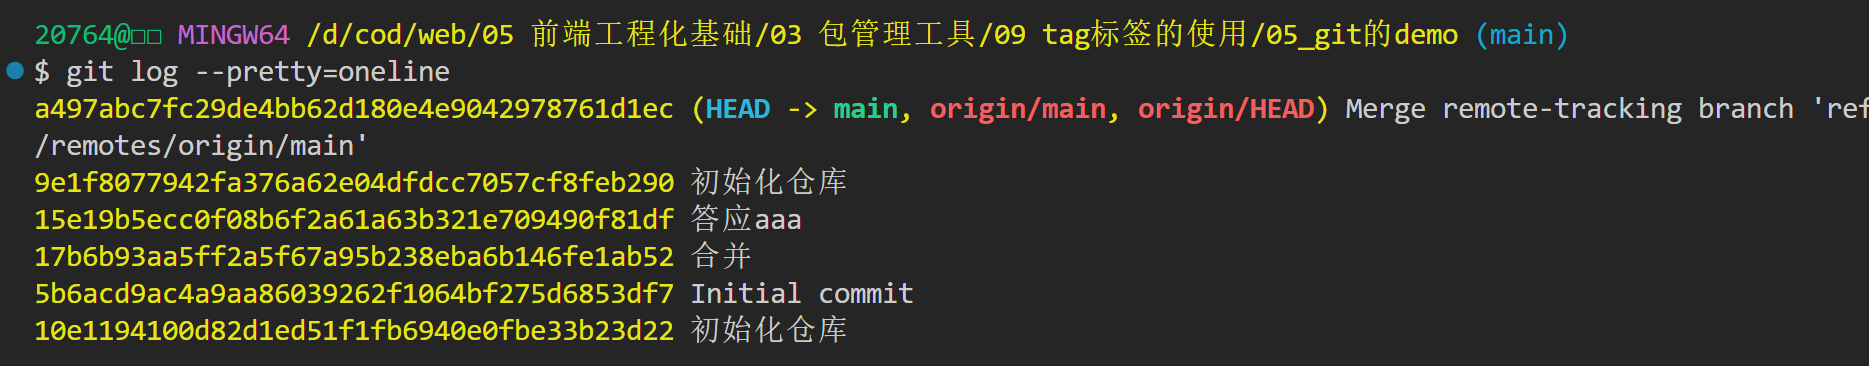 20764@□□ MINGW64 /d/cod/web/05 前端工程化基础/03 包管理工具/09 tag标签的使用/05_git的demo (main)
$ git log --pretty=oneline
a497abc7fc29de4bb62d180e4e9042978761d1ec (HEAD -> main, origin/main, origin/HEAD) Merge remote-tracking branch 'ref
/remotes/origin/main'
9e1f8077942fa376a62e04dfdcc7057cf8feb290 初始化仓库
15e19b5ecc0f08b6f2a61a63b321e709490f81df 答应aaa
17b6b93aa5ff2a5f67a95b238eba6b146fe1ab52 合并
5b6acd9ac4a9aa86039262f1064bf275d6853df7 Initial commit
10e1194100d82d1ed51f1fb6940e0fbe33b23d22 初始化仓库